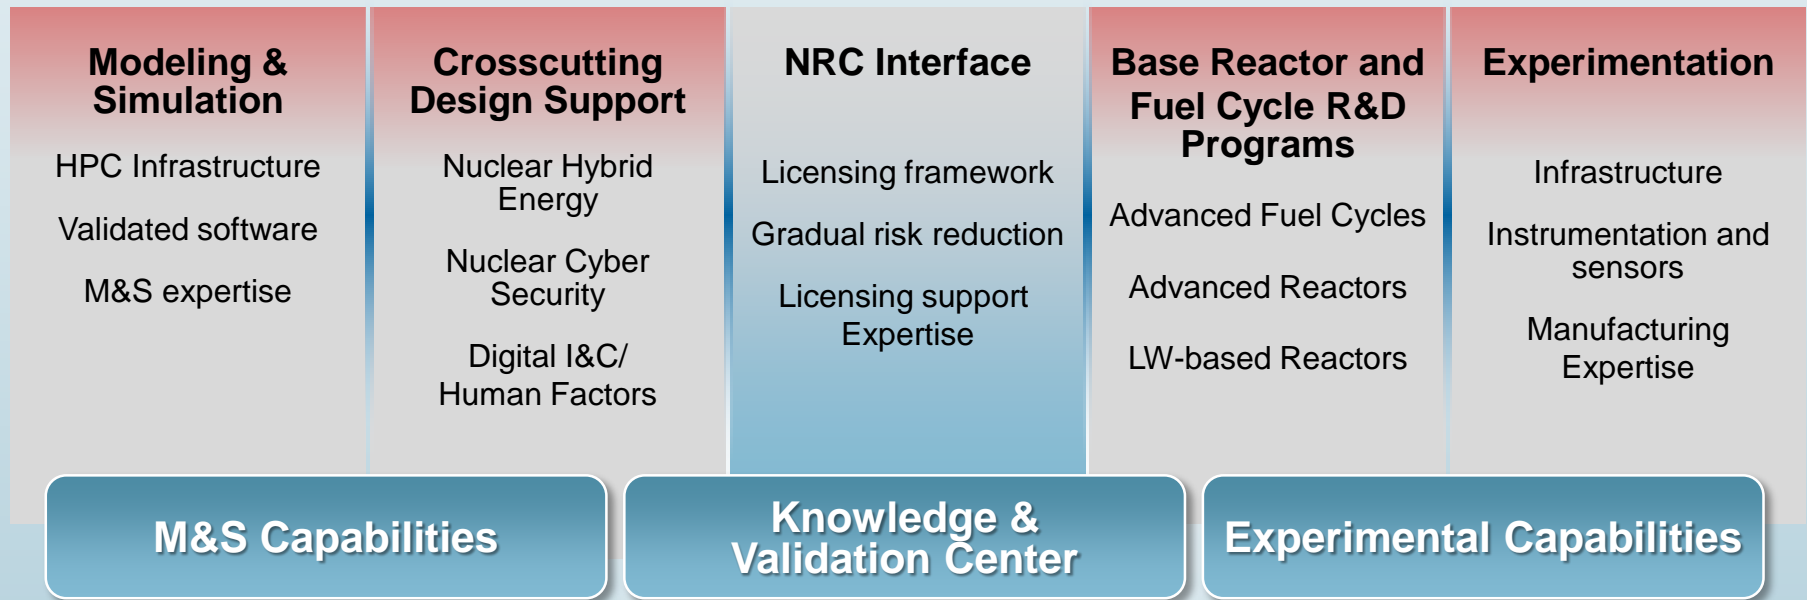 Modeling &
Simulation
HPC Infrastructure
Validated software
M&S expertise
Crosscutting
Design Support
Nuclear Hybrid
Energy
Nuclear Cyber
Security
Digital I&C/
Human Factors
NRC Interface
Licensing framework
Gradual risk reduction
Licensing support
Expertise
Base Reactor and
Fuel Cycle R&D
Programs
Advanced Fuel Cycles
Advanced Reactors
LW-based Reactors
Experimentation
Infrastructure
Instrumentation and
sensors
Manufacturing
Expertise
M&S Capabilities
Knowledge &
Validation Center
Experimental Capabilities